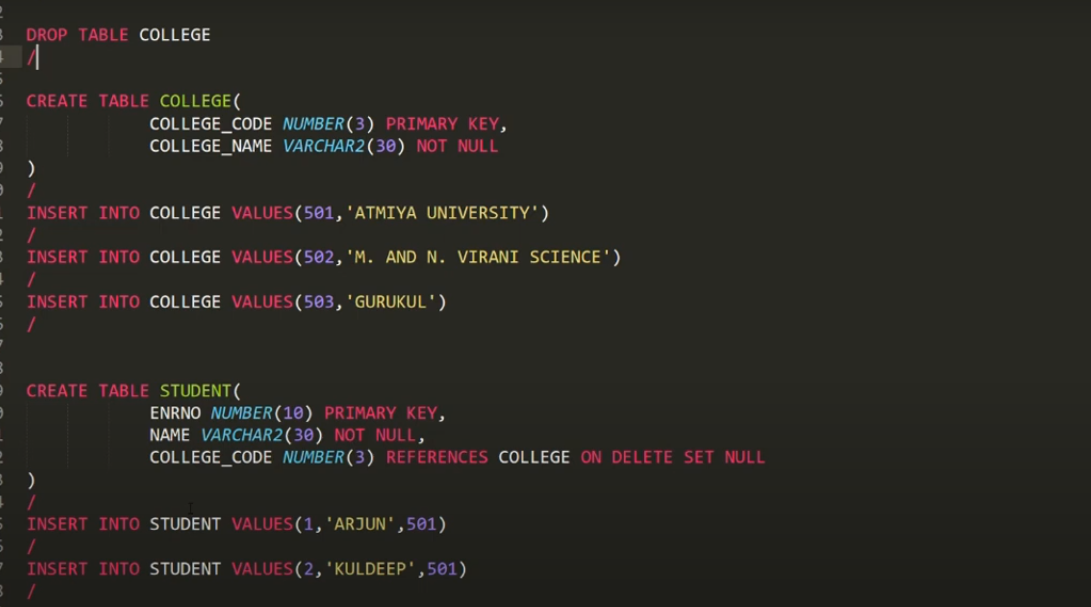 DROP TABLE COLLEGE
/
CREATE TABLE COLLEGE(
COLLEGE_CODE NUMBER(3) PRIMARY KEY,
COLLEGE_NAME VARCHAR2(30) NOT NULL
)
/
INSERT INTO COLLEGE VALUES(501,'ATMIYA UNIVERSITY')
/
INSERT INTO COLLEGE VALUES(502,'M. AND N. VIRANI SCIENCE')
/
INSERT INTO COLLEGE VALUES(503,'GURUKUL')
/
CREATE TABLE STUDENT(
ENRNO NUMBER(10) PRIMARY KEY,
NAME VARCHAR2(30) NOT NULL,
COLLEGE_CODE NUMBER(3) REFERENCES COLLEGE ON DELETE SET NULL
)
/
INSERT INTO STUDENT VALUES(1,'ARJUN',501)
/
INSERT INTO STUDENT VALUES(2,'KULDEEP',501)
/